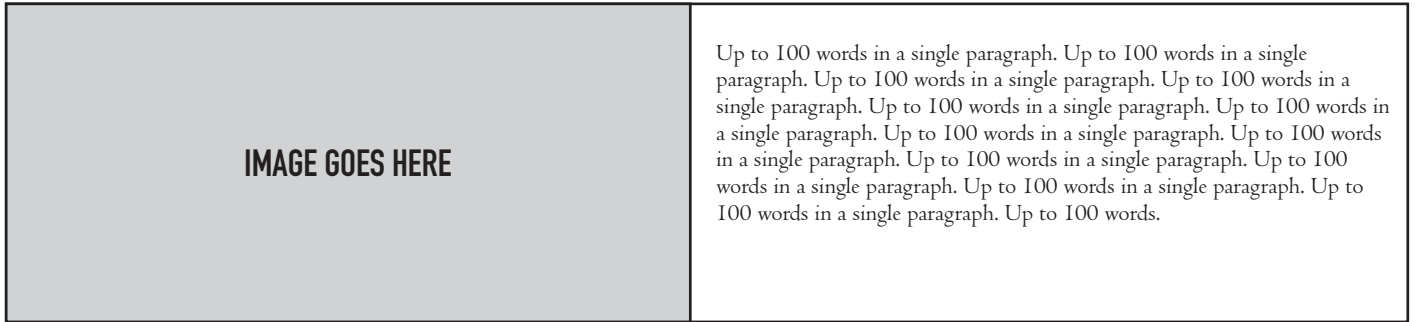 IMAGE GOES HERE
Up to 100 words in a single paragraph. Up to 100 words in a single
paragraph. Up to 100 words in a single paragraph. Up to 100 words in a
single paragraph. Up to 100 words in a single paragraph. Up to 100 words in
a single paragraph. Up to 100 words in a single paragraph. Up to 100 words
in a single paragraph. Up to 100 words in a single paragraph. Up to 100
words in a single paragraph. Up to 100 words in a single paragraph. Up to
100 words in a single paragraph. Up to 100 words.